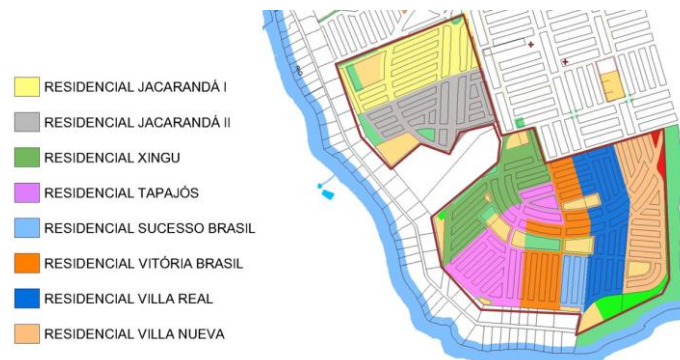 RESIDENCIAL JACARANDÁ I
RESIDENCIAL JACARANDÁ II
RESIDENCIAL XINGU
RESIDENCIAL TAPAJÓS
RESIDENCIAL SUCESSO BRASIL
RESIDENCIAL VITÓRIA BRASIL
RESIDENCIAL VILLA REAL
RESIDENCIAL VILLA NUEVA
RIO